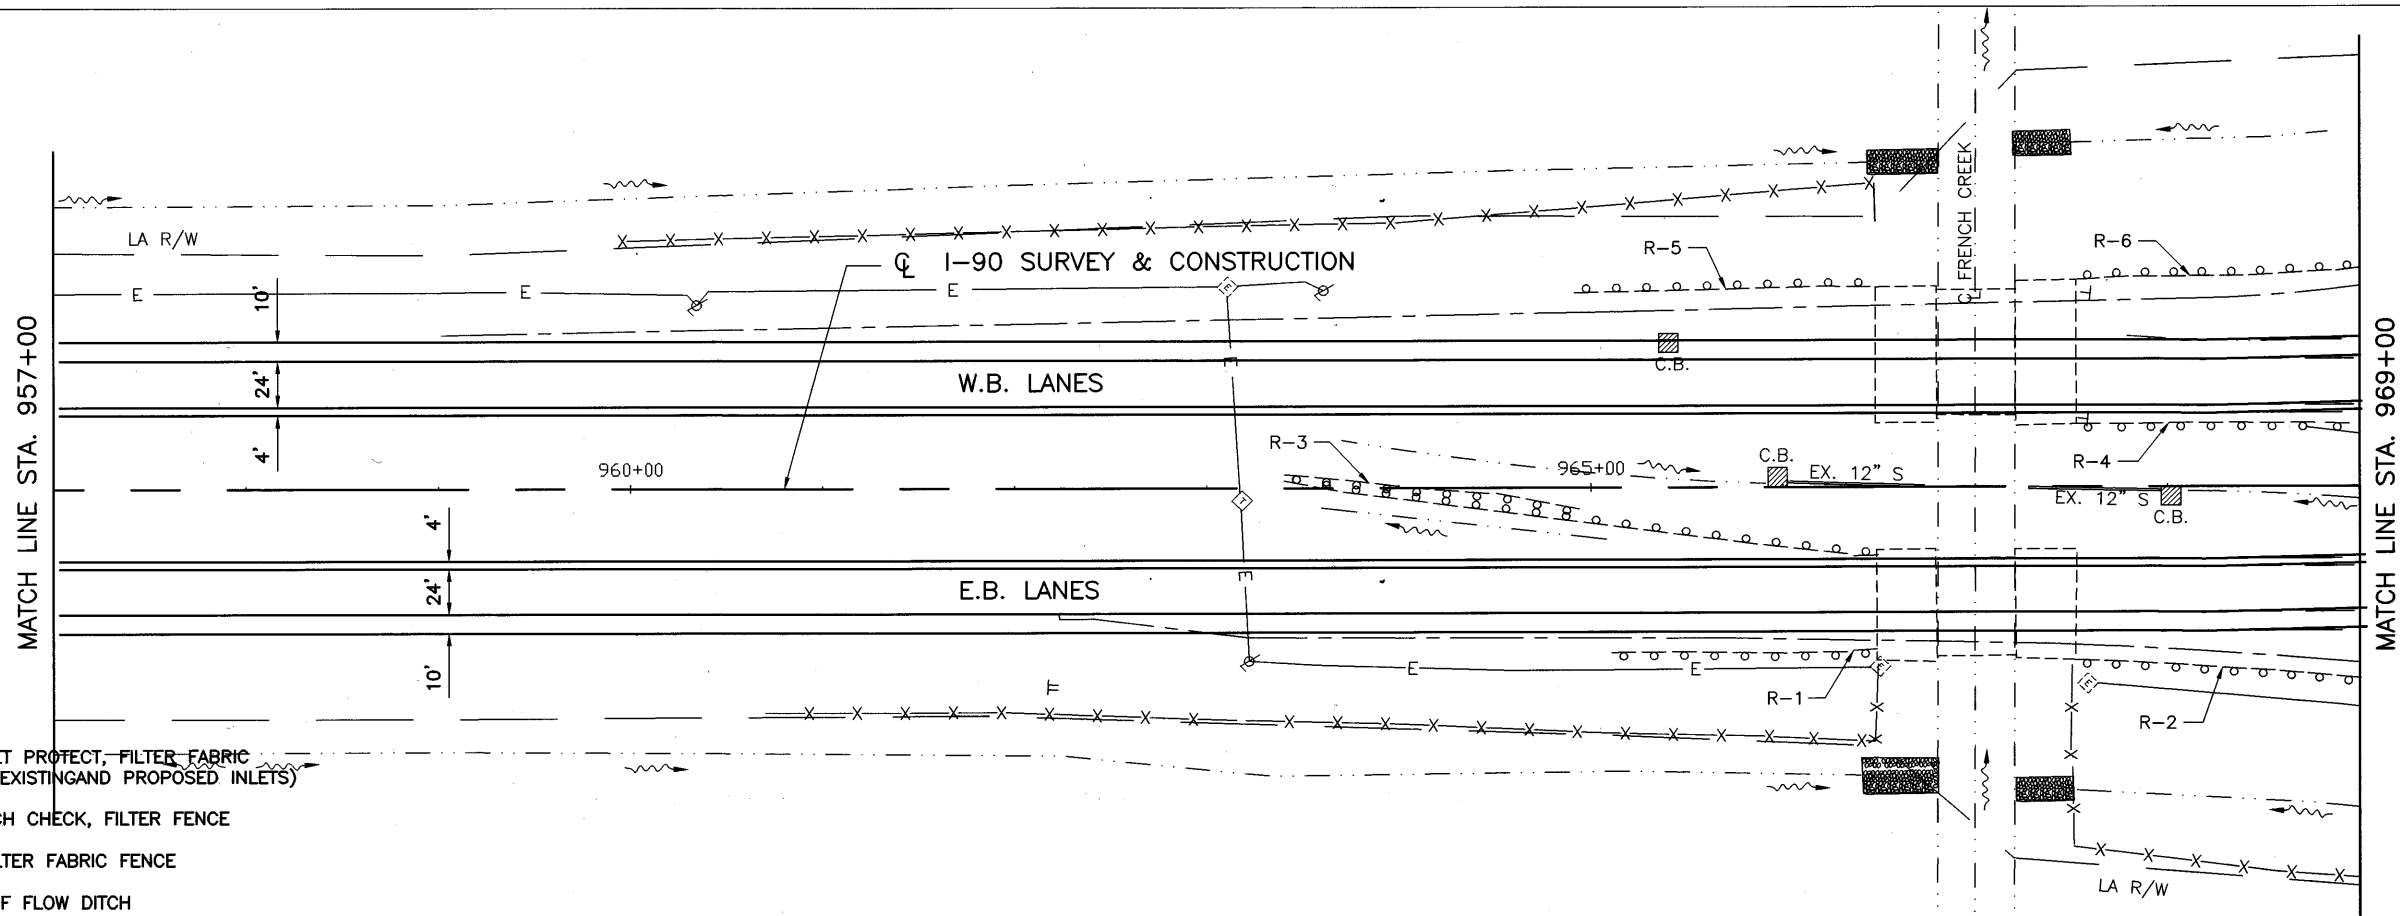 FRENCH CREEK
LA R/W
R-5
R-6
℄ I-90 SURVEY & CONSTRUCTION
E
E
E
E
10'
MATCH LINE STA. 957+00
24'
W.B. LANES
E
C.B.
MATCH LINE STA. 969+00
4'
R-3
960+00
965+00
C.B.
EX. 12" S
R-4
EX. 12" S
C.B.
4'
24'
E.B. LANES
E
10'
E
E
E
E
R-1
R-2
ET PROTECT, FILTER FABRIC
EXISTINGAND PROPOSED INLETS)
CH CHECK, FILTER FENCE
LTER FABRIC FENCE
LA R/W
F FLOW DITCH